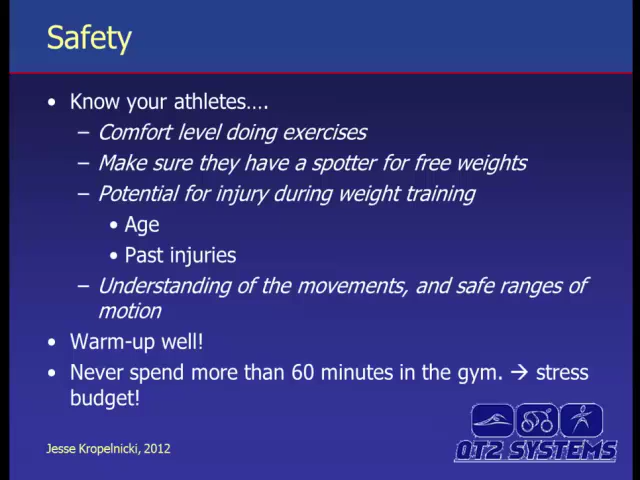 Safety
• Know your athletes….
– Comfort level doing exercises
– Make sure they have a spotter for free weights
– Potential for injury during weight training
• Age
• Past injuries
– Understanding of the movements, and safe ranges of
motion
• Warm-up well!
• Never spend more than 60 minutes in the gym. → stress
budget!
Jesse Kropelnicki, 2012
QT2 SYSTEMS